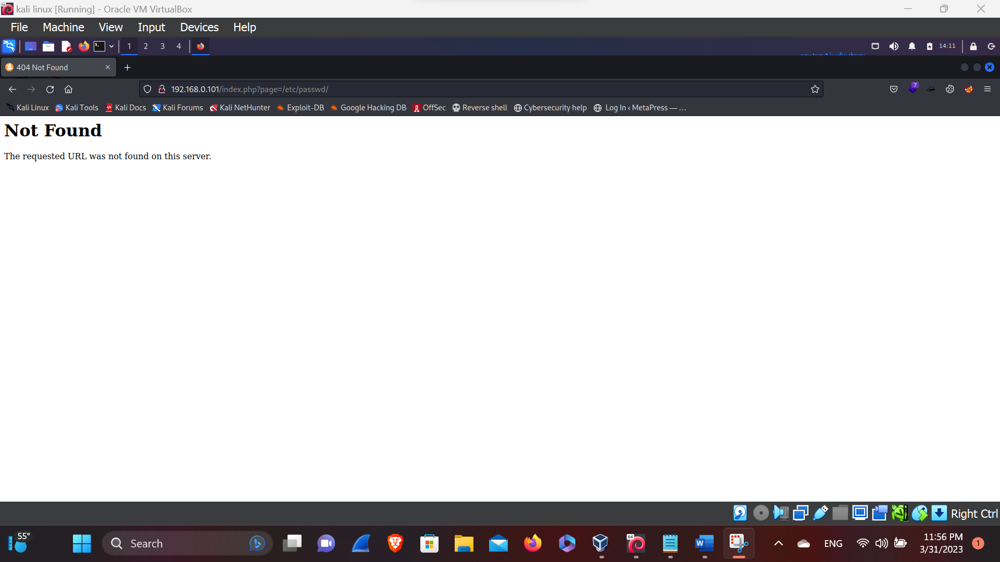 kali linux [Running] - Oracle VM VirtualBox
File Machine View Input Devices Help
1 2 3 4 14:11
404 Not Found
192.168.0.101/index.php?page=/etc/passwd/
7
Kali Linux Kali Tools Kali Docs Kali Forums Kali NetHunter Exploit-DB Google Hacking DB OffSec Reverse shell Cybersecurity help Log In ‹ MetaPress — …
Not Found
The requested URL was not found on this server.
Right Ctrl
55°
Search
64
ENG
11:56 PM
3/31/2023
1